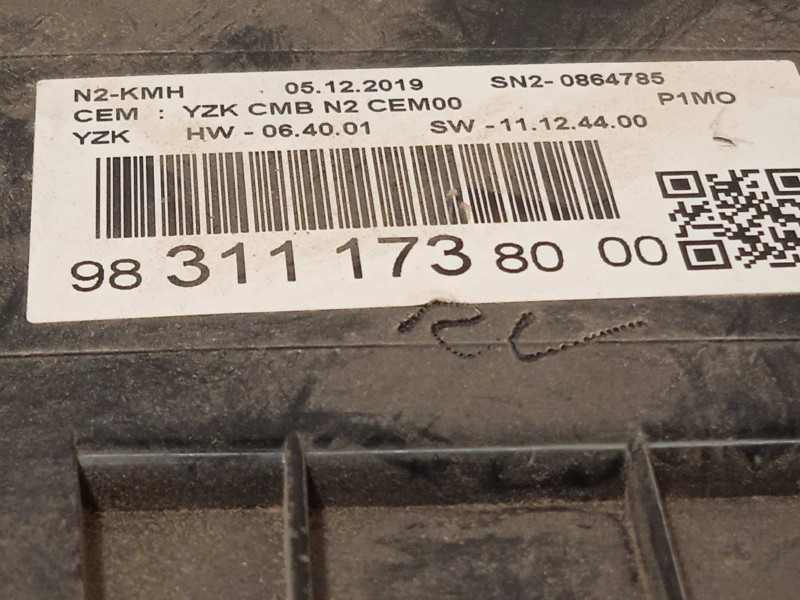 N2-KMH 05.12.2019 SN2-0864785
CEM : YZK CMB N2 CEM00 P1MO
YZK HW-06.40.01 SW-11.12.44.00
98 311 173 80 00